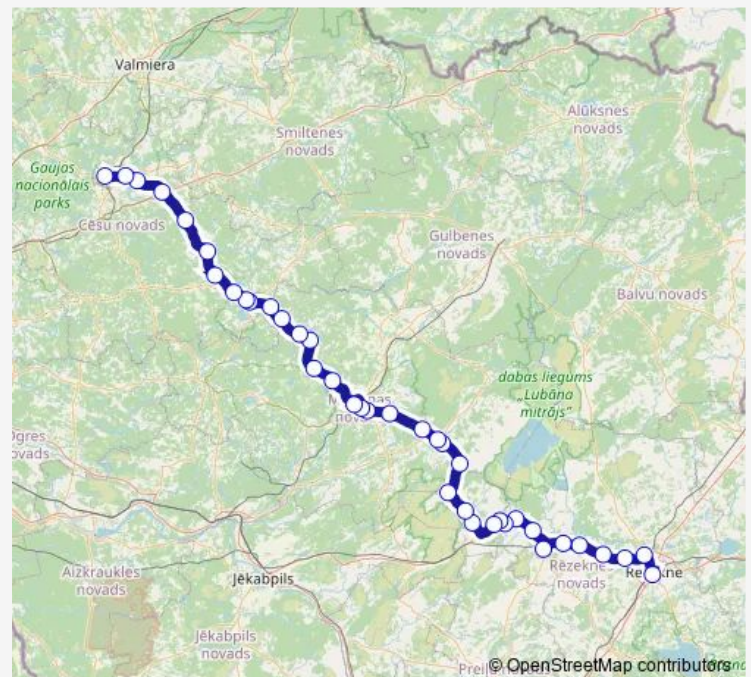 Valmiera
Alūksnes
novads
Smiltenes
novads
Gaujas
nacionālais
parks
Cēsu novads
Gulbenes
novads
Balvu novads
dabas liegums
„Lubāna
mitrājs"
novads
Aizkraukles
novads
Jēkabpils
Rēzeknes
novads
Rēzekne
Jēkabpils
novads
© OpenStreetMap contributors